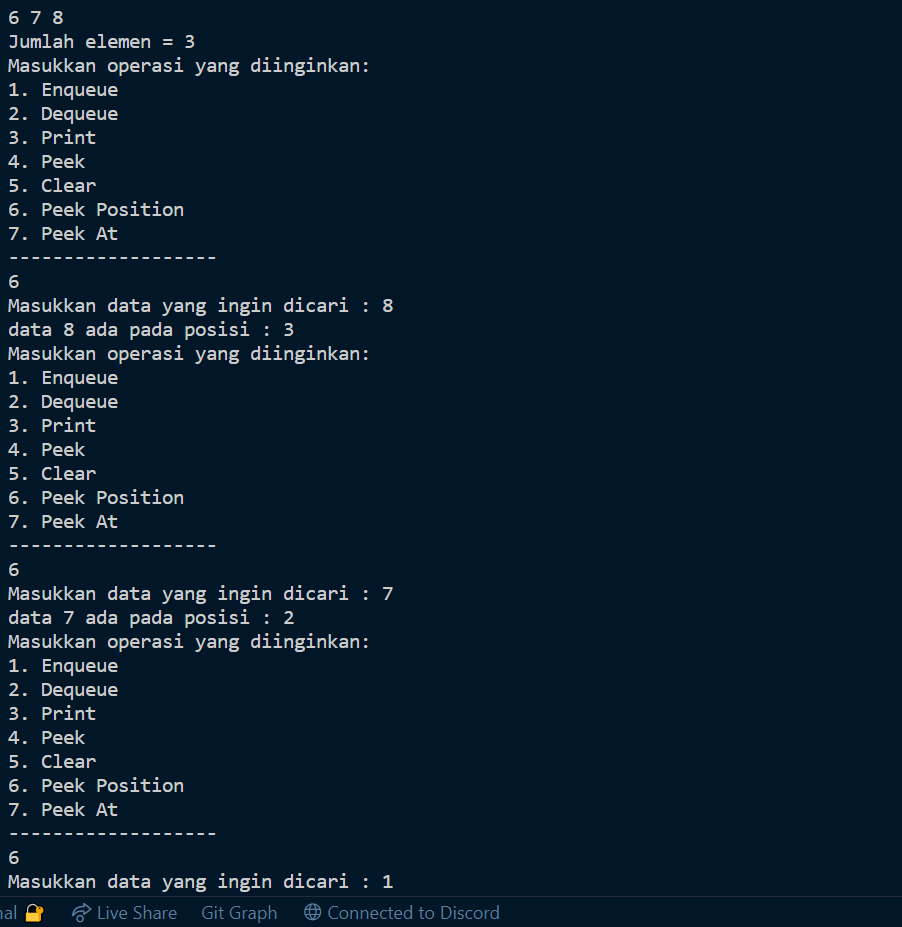 6 7 8
Jumlah elemen = 3
Masukkan operasi yang diinginkan:
1. Enqueue
2. Dequeue
3. Print
4. Peek
5. Clear
6. Peek Position
7. Peek At
-------------------
6
Masukkan data yang ingin dicari : 8
data 8 ada pada posisi : 3
Masukkan operasi yang diinginkan:
1. Enqueue
2. Dequeue
3. Print
4. Peek
5. Clear
6. Peek Position
7. Peek At
-------------------
6
Masukkan data yang ingin dicari : 7
data 7 ada pada posisi : 2
Masukkan operasi yang diinginkan:
1. Enqueue
2. Dequeue
3. Print
4. Peek
5. Clear
6. Peek Position
7. Peek At
-------------------
6
Masukkan data yang ingin dicari : 1
Live Share Git Graph Connected to Discord